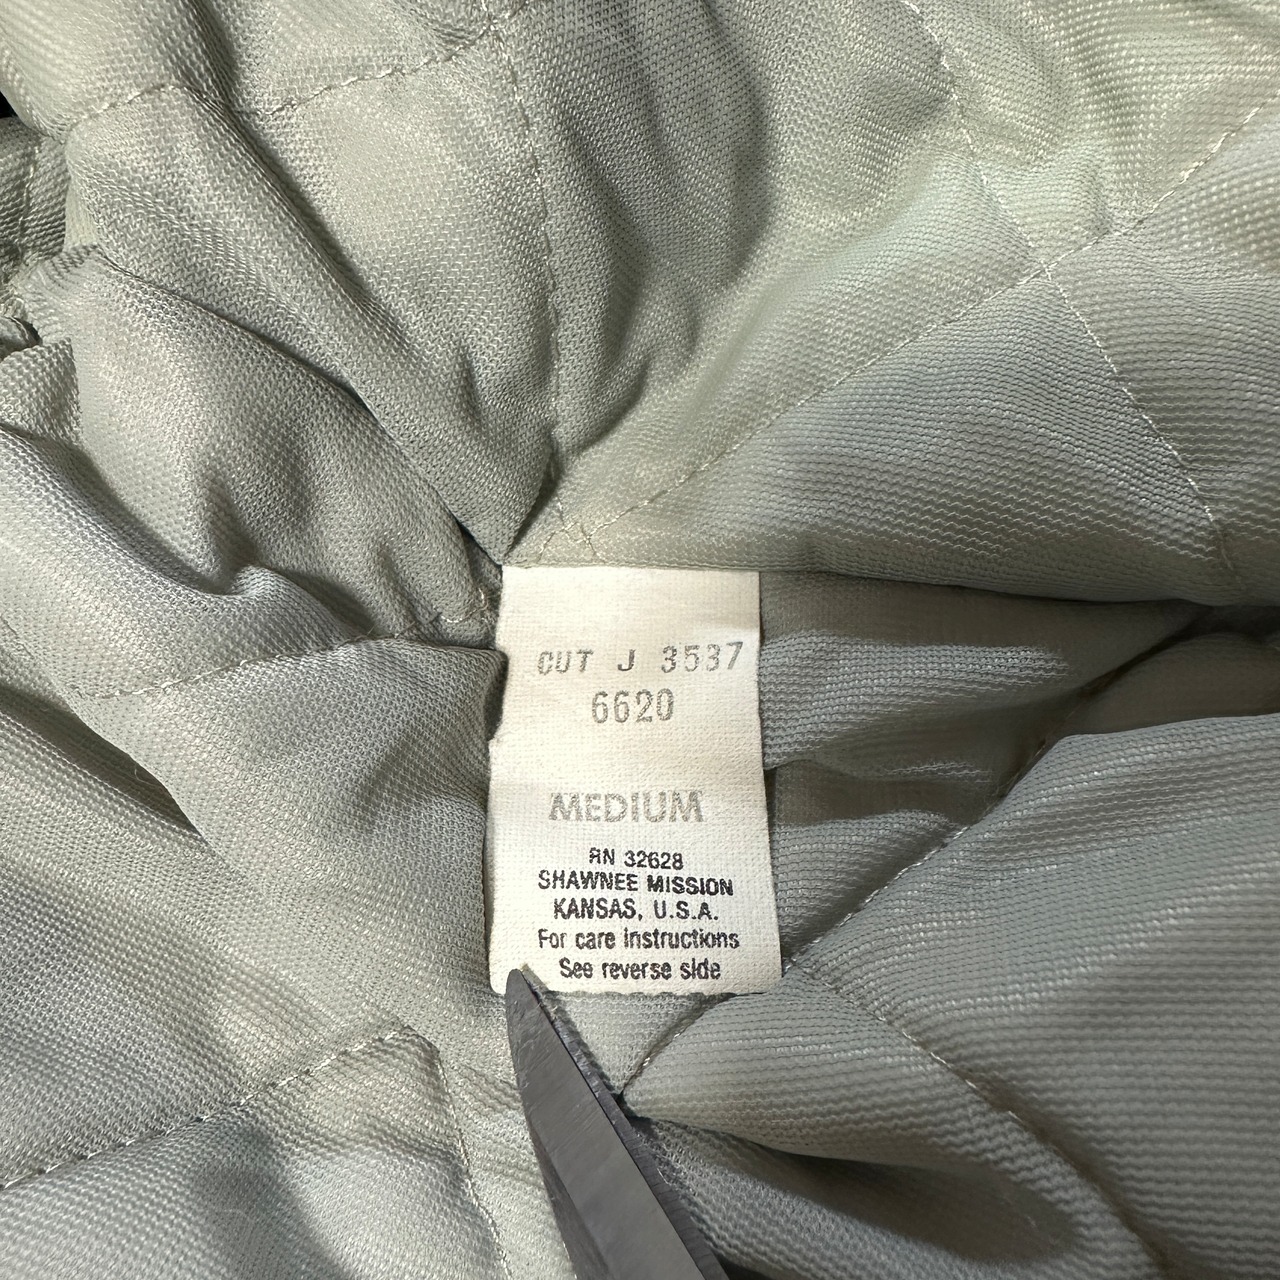 CUT J 3537
6620
MEDIUM
RN 32628
SHAWNEE MISSION
KANSAS, U.S.A.
For care instructions
See reverse side